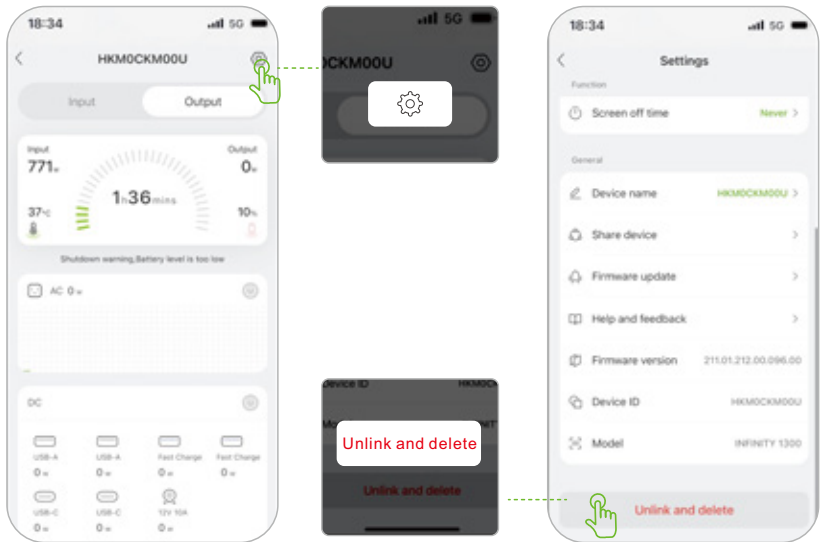 18:34
5G
HKM0CKM00U
Input
Output
Input
771w
Output
0w
1h36mins
37°C
10%
Shutdown warning,Battery level is too low
AC 0w
DC
USB-A
USB-A
Fast Charge
Fast Charge
0w
0w
0w
0w
USB-C
USB-C
12V 10A
0w
0w
0w
5G
OCKM00U
Device ID
HKM0CK
Mo
NIT
Unlink and delete
Unlink and delete
18:34
5G
Settings
Function
Screen off time
Never
General
Device name
HKM0CKM00U
Share device
Firmware update
Help and feedback
Firmware version
211.01.212.00.096.00
Device ID
HKM0CKM00U
Model
INFINITY 1300
Unlink and delete